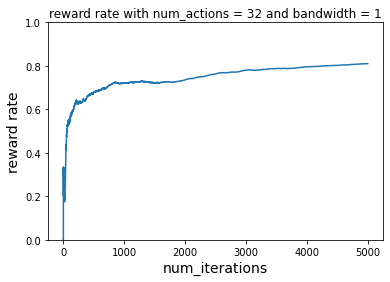 reward rate with num_actions = 32 and bandwidth = 1
1.0
0.8
0.6
0.4
0.2
0.0
reward rate
0 1000 2000 3000 4000 5000
num_iterations